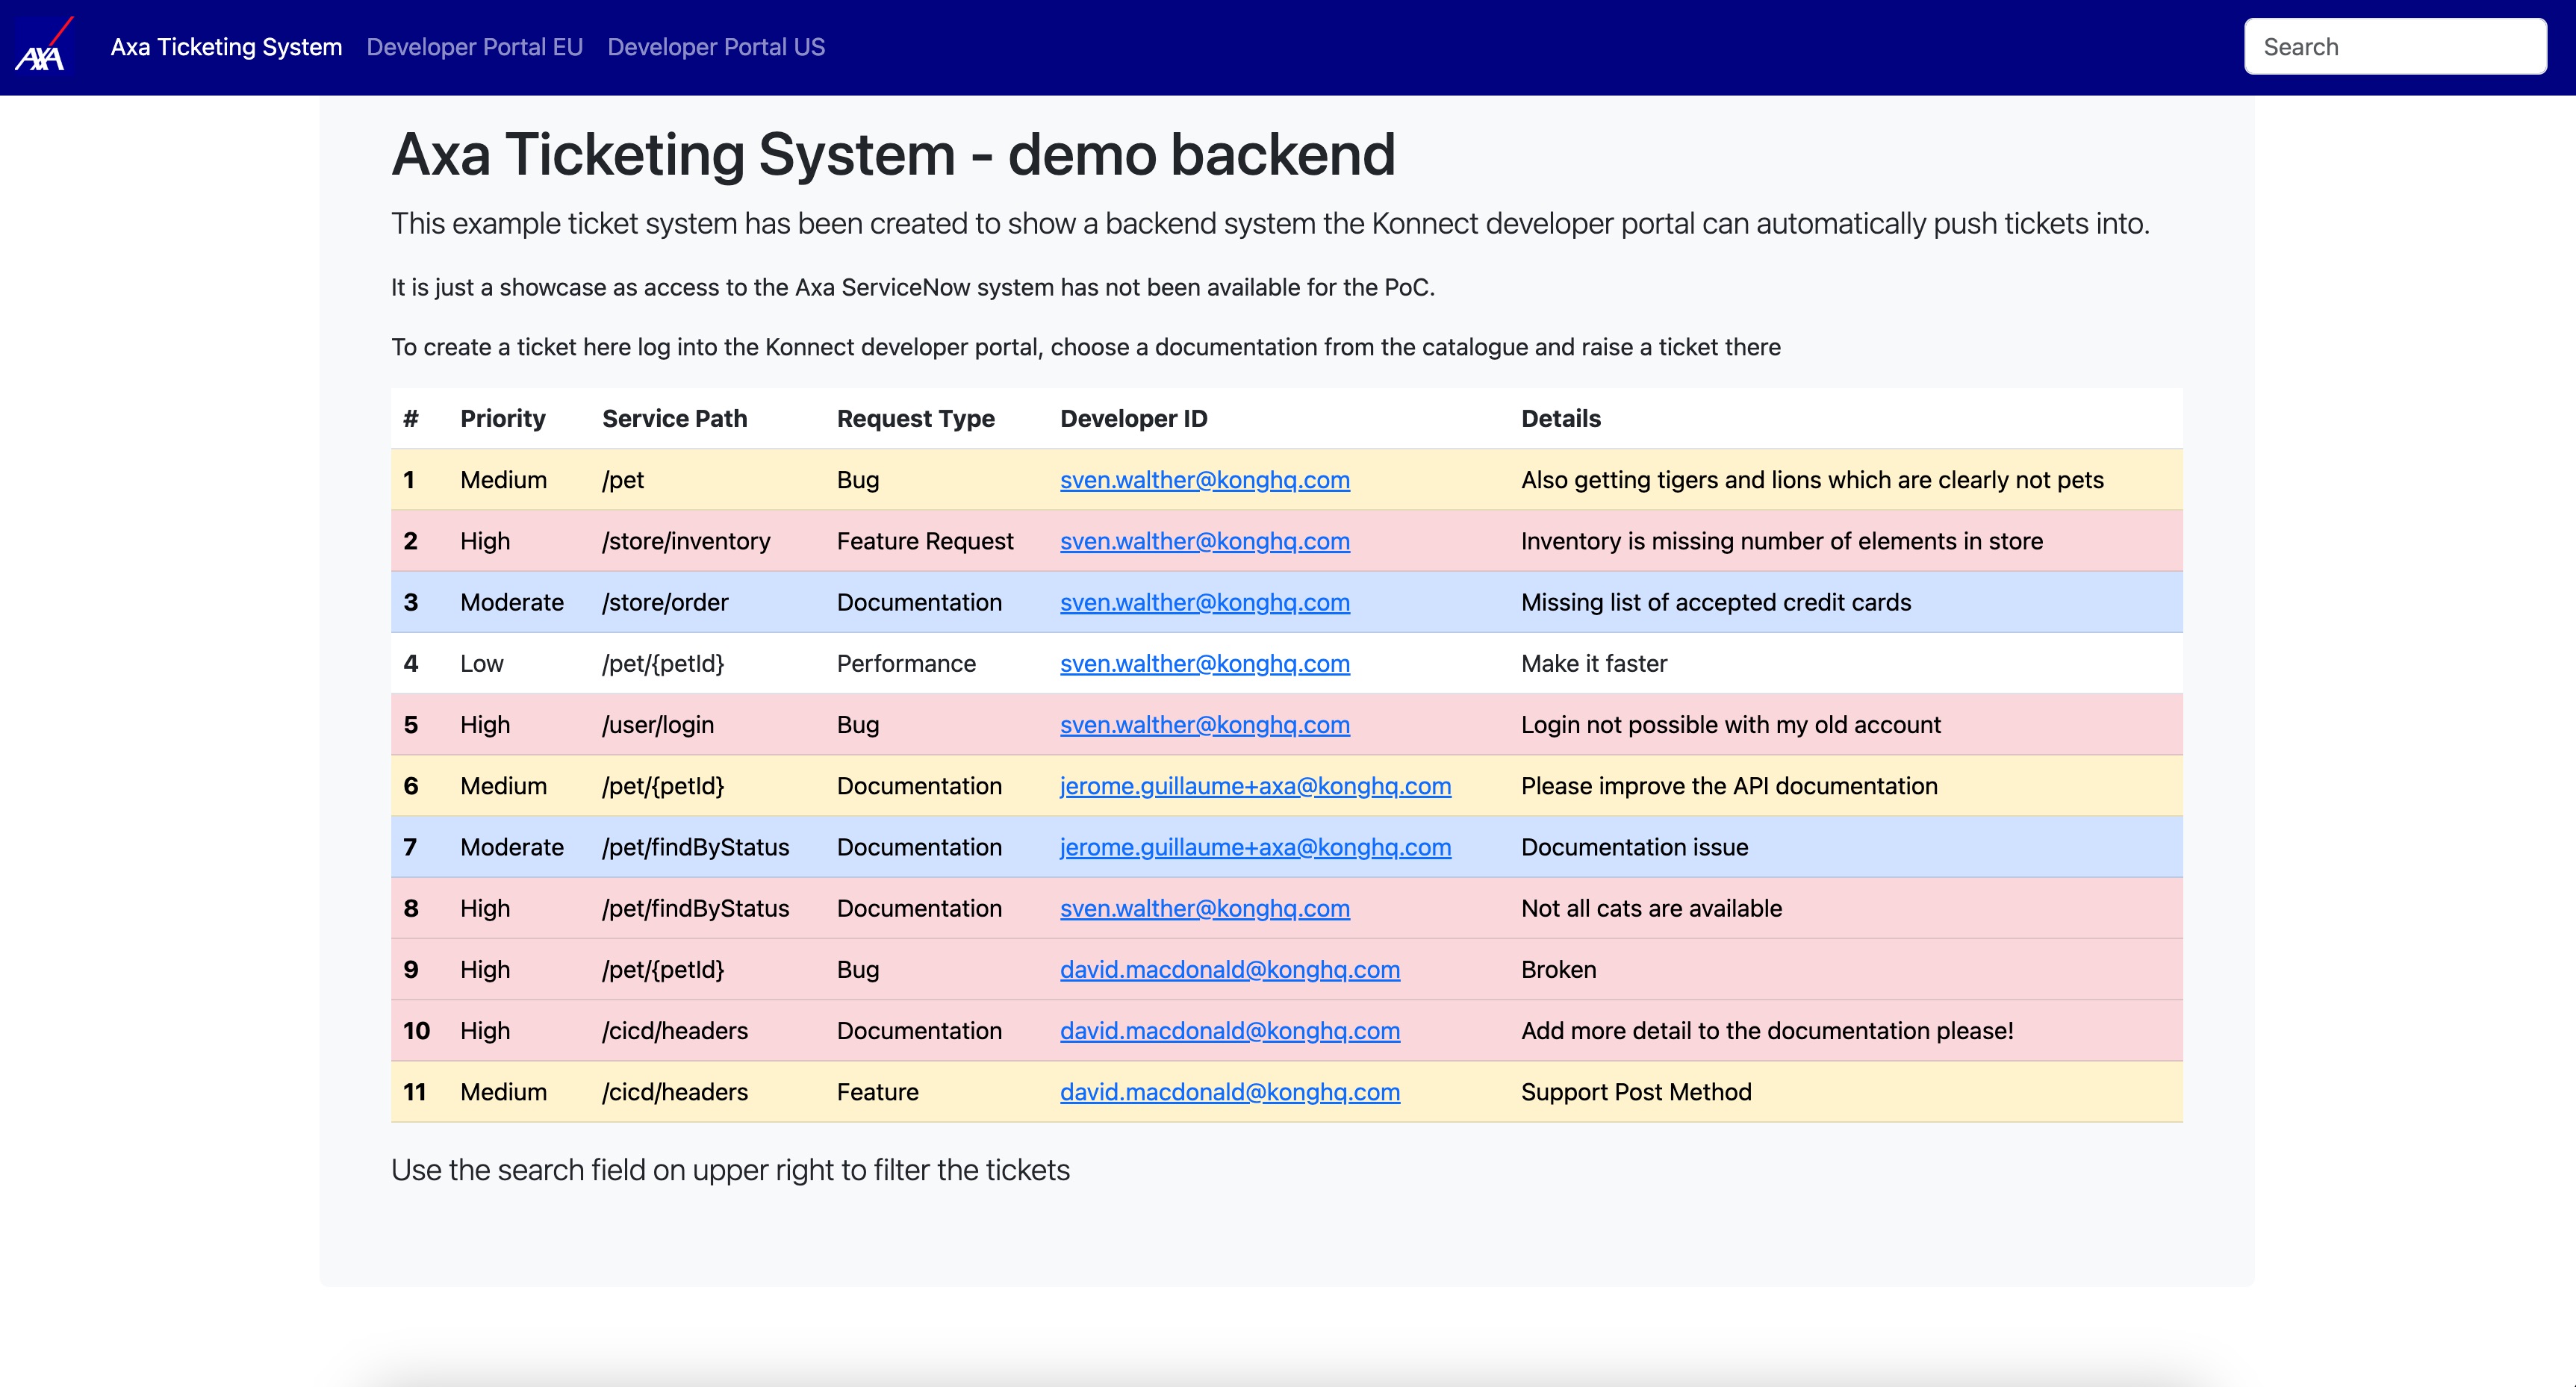 AXA
Axa Ticketing System Developer Portal EU Developer Portal US Search
Axa Ticketing System - demo backend
This example ticket system has been created to show a backend system the Konnect developer portal can automatically push tickets into.
It is just a showcase as access to the Axa ServiceNow system has not been available for the PoC.
To create a ticket here log into the Konnect developer portal, choose a documentation from the catalogue and raise a ticket there
# Priority Service Path Request Type Developer ID Details
1 Medium /pet Bug sven.walther@konghq.com Also getting tigers and lions which are clearly not pets
2 High /store/inventory Feature Request sven.walther@konghq.com Inventory is missing number of elements in store
3 Moderate /store/order Documentation sven.walther@konghq.com Missing list of accepted credit cards
4 Low /pet/{petId} Performance sven.walther@konghq.com Make it faster
5 High /user/login Bug sven.walther@konghq.com Login not possible with my old account
6 Medium /pet/{petId} Documentation jerome.guillaume+axa@konghq.com Please improve the API documentation
7 Moderate /pet/findByStatus Documentation jerome.guillaume+axa@konghq.com Documentation issue
8 High /pet/findByStatus Documentation sven.walther@konghq.com Not all cats are available
9 High /pet/{petId} Bug david.macdonald@konghq.com Broken
10 High /cicd/headers Documentation david.macdonald@konghq.com Add more detail to the documentation please!
11 Medium /cicd/headers Feature david.macdonald@konghq.com Support Post Method
Use the search field on upper right to filter the tickets